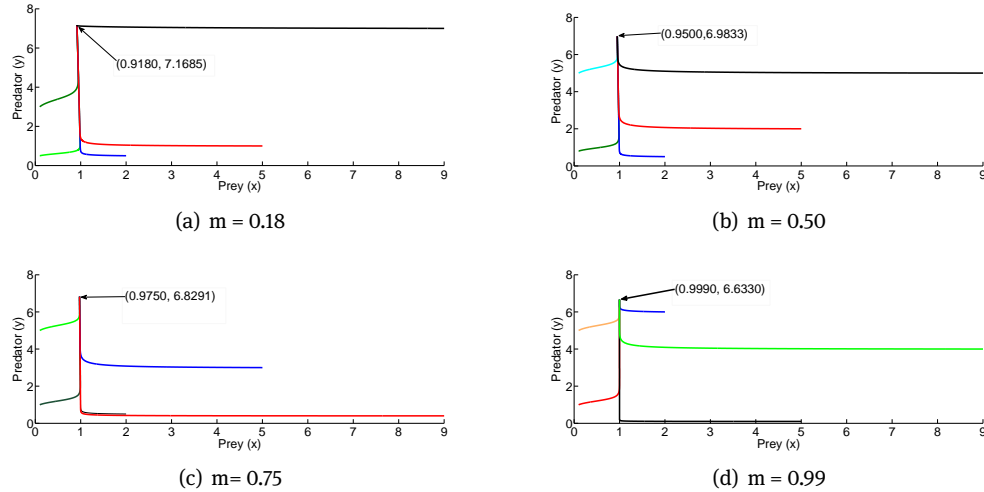 8
6
4
2
0
Predator (y)
(0.9180, 7.1685)
0 1 2 3 4 5 6 7 8 9
Prey (x)
(a) m = 0.18
8
6
4
2
0
Predator (y)
(0.9500,6.9833)
0 1 2 3 4 5 6 7 8 9
Prey (x)
(b) m = 0.50
8
6
4
2
0
Predator (y)
(0.9750, 6.8291)
0 1 2 3 4 5 6 7 8 9
Prey (x)
(c) m= 0.75
8
6
4
2
0
Predator (y)
(0.9990, 6.6330)
0 1 2 3 4 5 6 7 8 9
Prey (x)
(d) m = 0.99